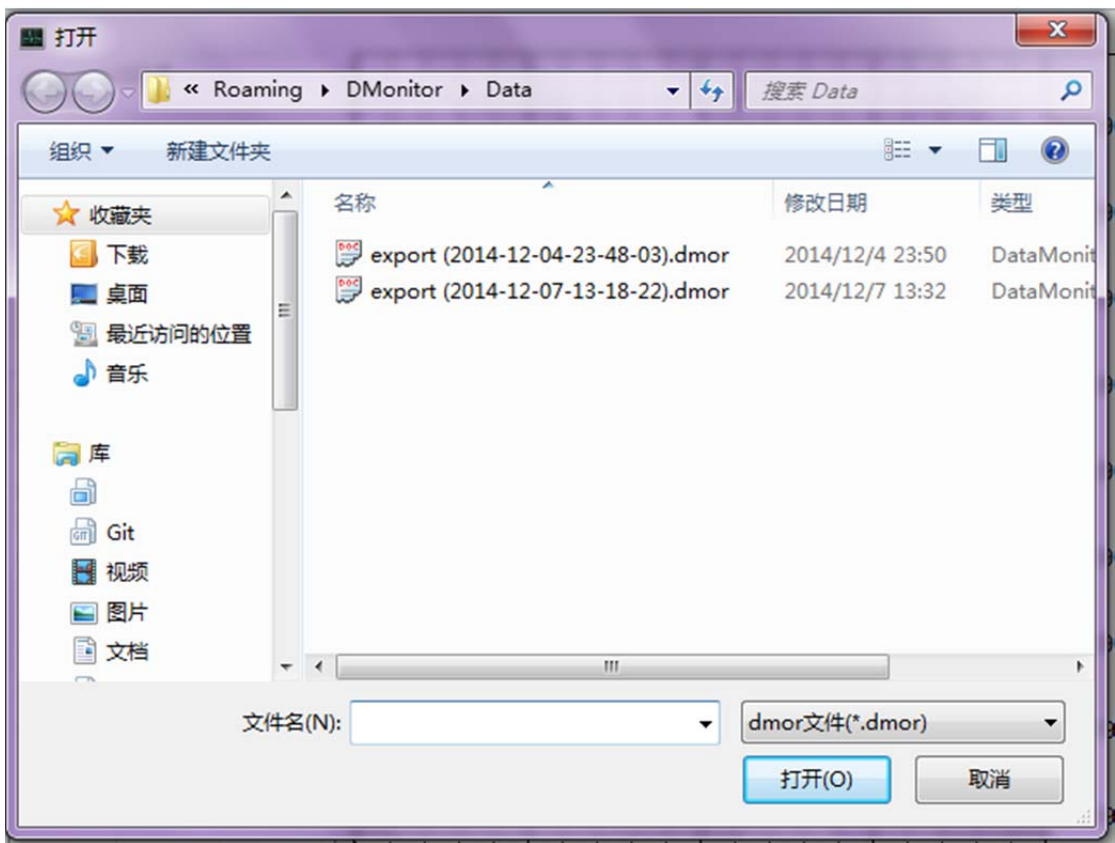 打开
« Roaming ▸ DMonitor ▸ Data
搜索 Data
组织
新建文件夹
名称 修改日期 类型
export (2014-12-04-23-48-03).dmor 2014/12/4 23:50 DataMonit
export (2014-12-07-13-18-22).dmor 2014/12/7 13:32 DataMonit
收藏夹
下载
桌面
最近访问的位置
音乐
库
Git
视频
图片
文档
文件名(N):
dmor文件(*.dmor)
打开(O) 取消